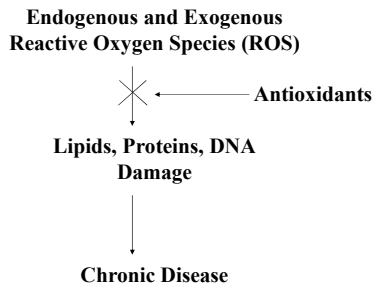 Endogenous and Exogenous
Reactive Oxygen Species (ROS)
Antioxidants
Lipids, Proteins, DNA
Damage
Chronic Disease